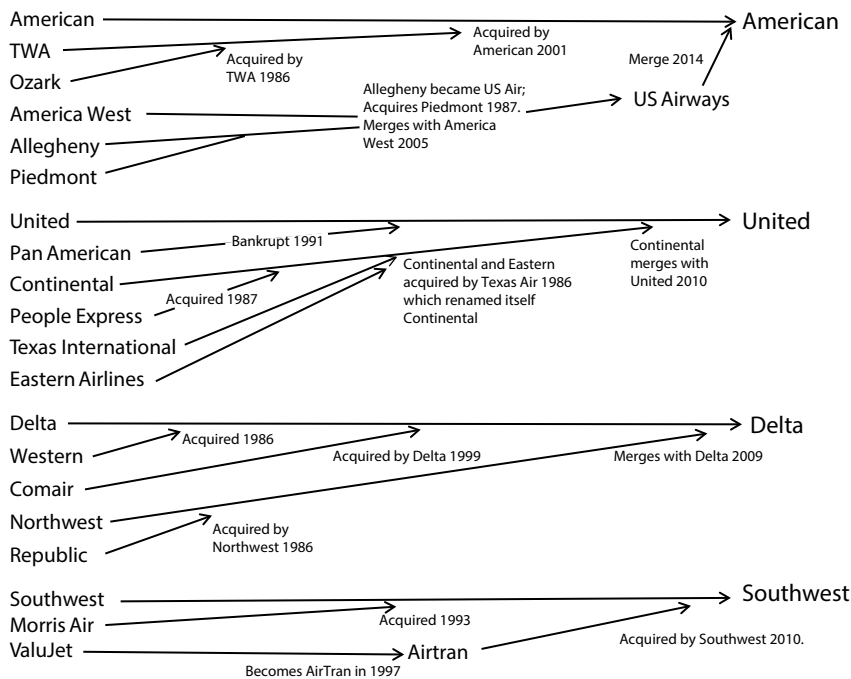 American
American
TWA
Acquired by
American 2001
Acquired by
TWA 1986
Ozark
Merge 2014
America West
Allegheny became US Air;
Acquires Piedmont 1987.
Merges with America
West 2005
US Airways
Allegheny
Piedmont
United
United
Pan American
Bankrupt 1991
Continental
merges with
United 2010
Continental
Continental and Eastern
acquired by Texas Air 1986
which renamed itself
Continental
Acquired 1987
People Express
Texas International
Eastern Airlines
Delta
Delta
Western
Acquired 1986
Acquired by Delta 1999
Merges with Delta 2009
Comair
Northwest
Acquired by
Northwest 1986
Republic
Southwest
Southwest
Morris Air
Acquired 1993
ValuJet
Airtran
Acquired by Southwest 2010.
Becomes AirTran in 1997